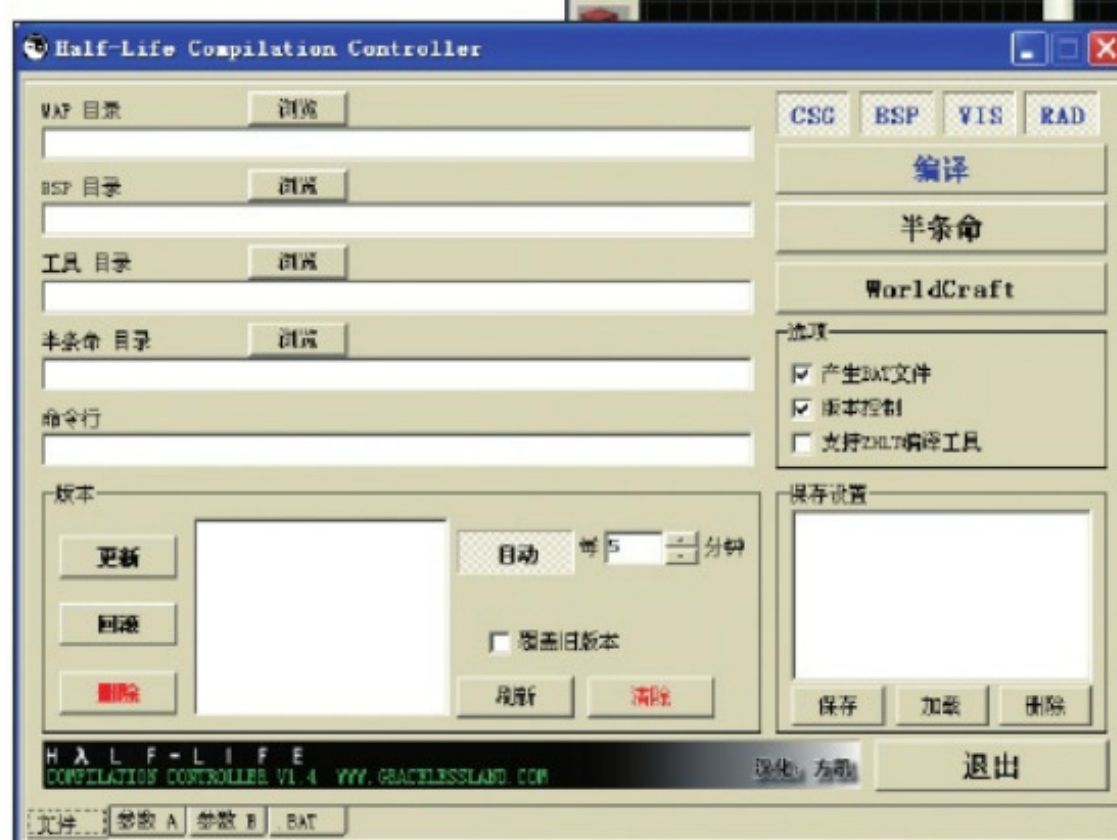 Half-Life Compilation Controller
MAP 目录
浏览
BSP 目录
浏览
工具 目录
浏览
半条命 目录
浏览
命令行
CSG BSP VIS RAD
编译
半条命
WorldCraft
选项
产生BAT文件
版本控制
支持ZHLT编译工具
版本
更新
回滚
删除
自动
每 5 分钟
覆盖旧版本
刷新
清除
保存设置
保存 加载 删除
HλLF-LIFE
COMPILATION CONTROLLER V1.4 WWW.GRACELESSLAND.COM
汉化:
退出
文件 参数 A 参数 B .BAT